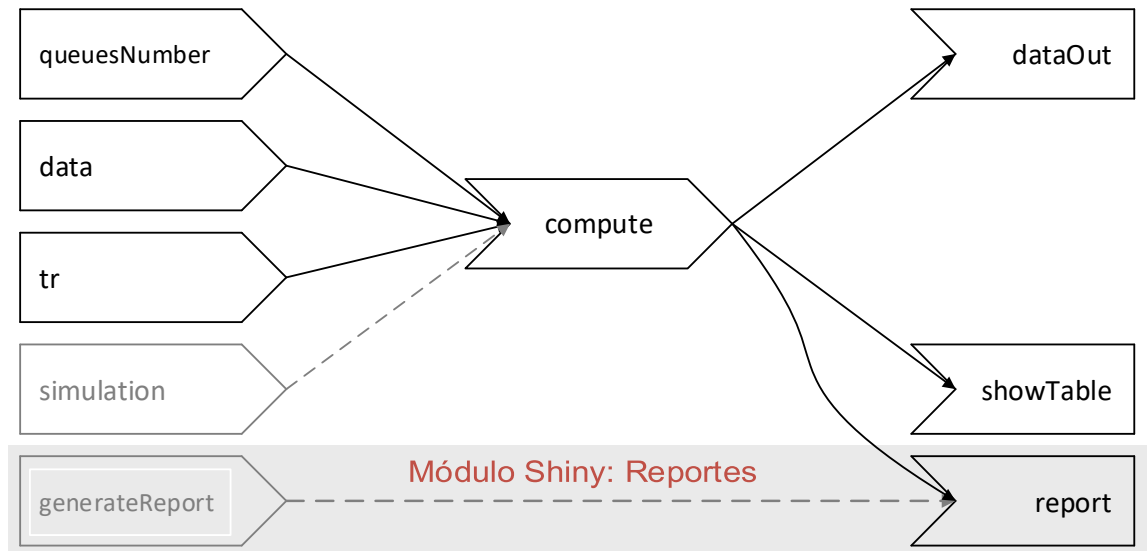 queuesNumber
dataOut
data
compute
tr
simulation
showTable
Módulo Shiny: Reportes
generateReport
report